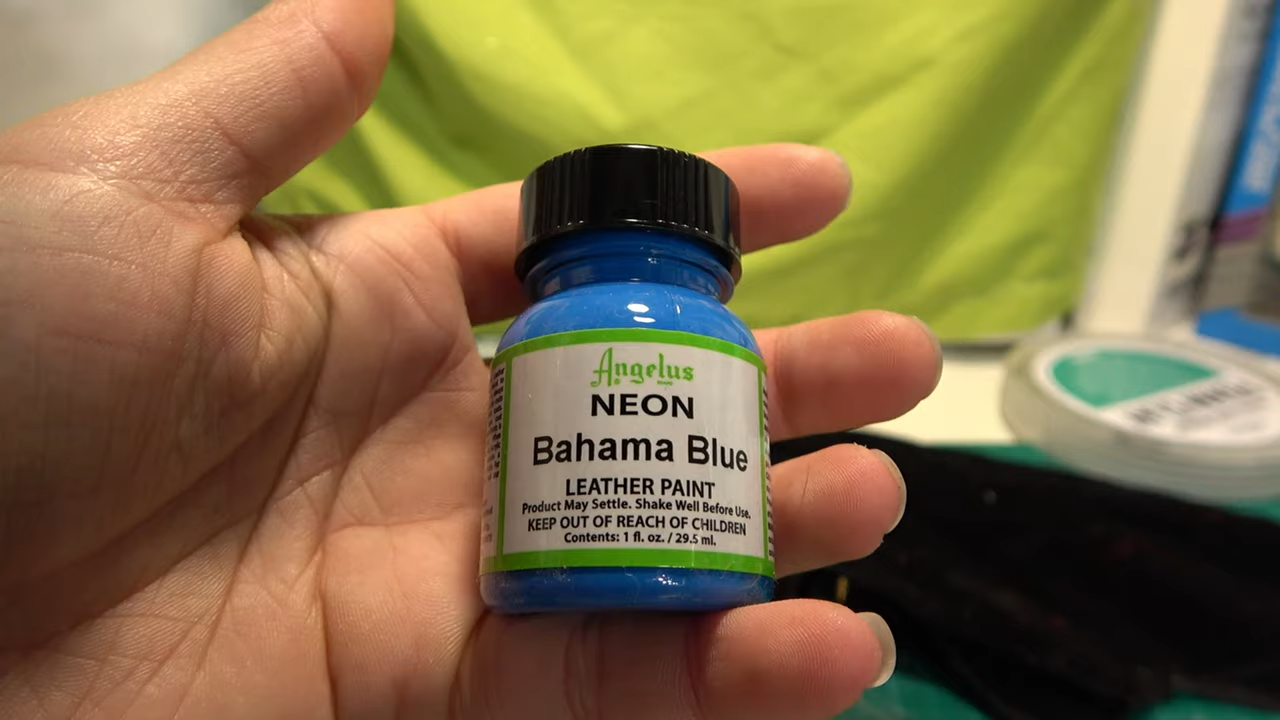 Angelus
BRAND
NEON
Bahama Blue
LEATHER PAINT
Product May Settle. Shake Well Before Use.
KEEP OUT OF REACH OF CHILDREN
Contents: 1 fl. oz. / 29.5 ml.